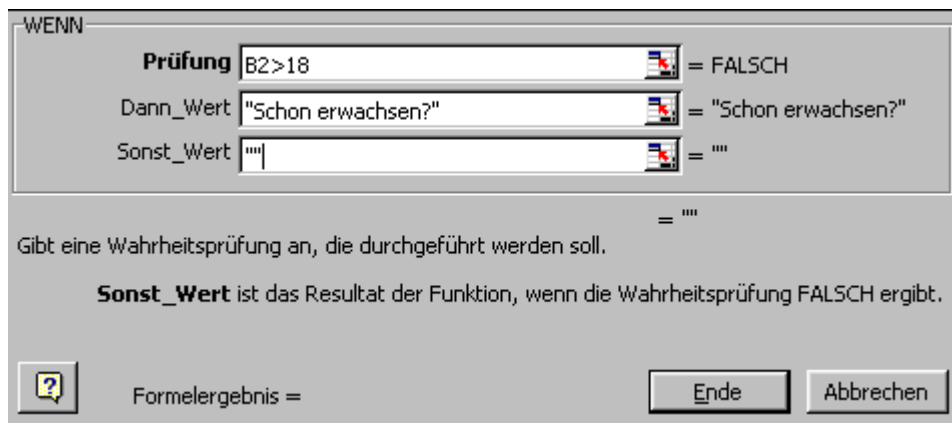 WENN
Prüfung B2>18 = FALSCH
Dann_Wert "Schon erwachsen?" = "Schon erwachsen?"
Sonst_Wert "" = ""
= ""
Gibt eine Wahrheitsprüfung an, die durchgeführt werden soll.
Sonst_Wert ist das Resultat der Funktion, wenn die Wahrheitsprüfung FALSCH ergibt.
? Formelergebnis = Ende Abbrechen